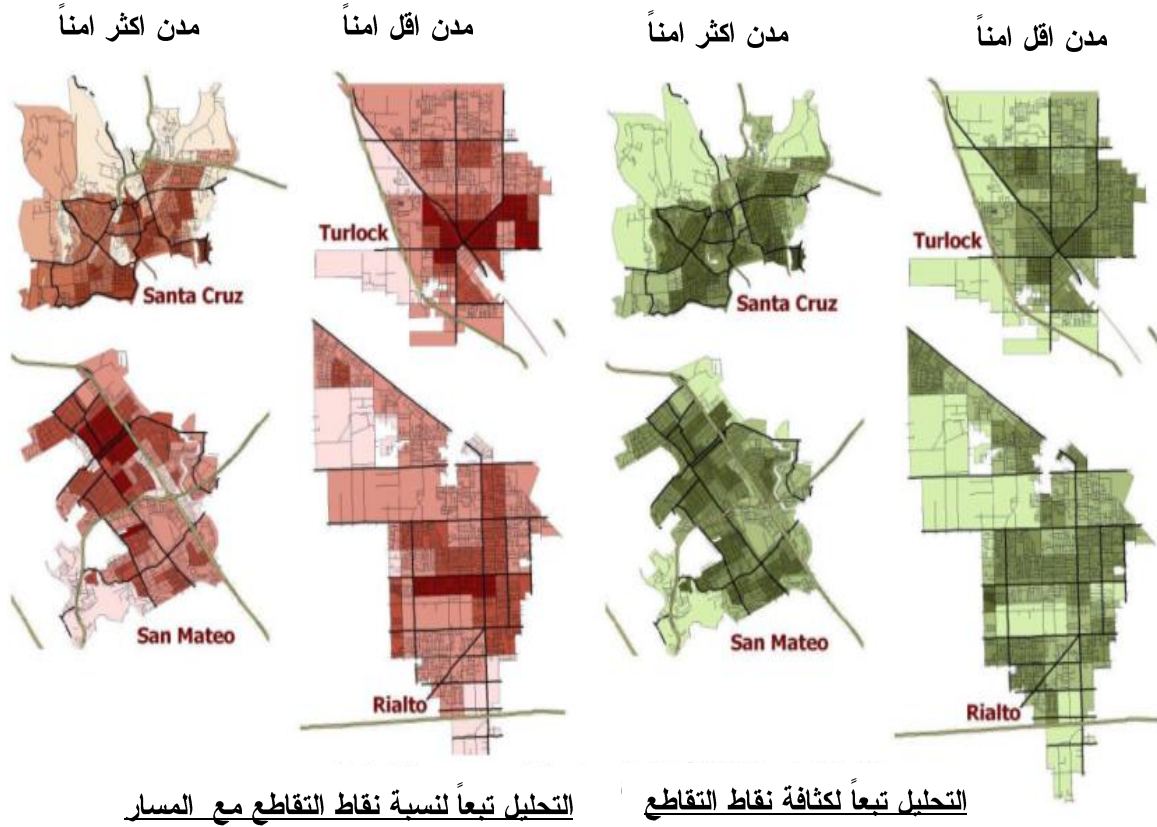 مدن اكثر امناً
مدن اقل امناً
مدن اكثر امناً
مدن اقل امناً
Turlock
Santa Cruz
Turlock
Santa Cruz
San Mateo
Rialto
San Mateo
Rialto
التحليل تبعاً لكثافة نقاط التقاطع
التحليل تبعاً لنسبة نقاط التقاطع مع المسار